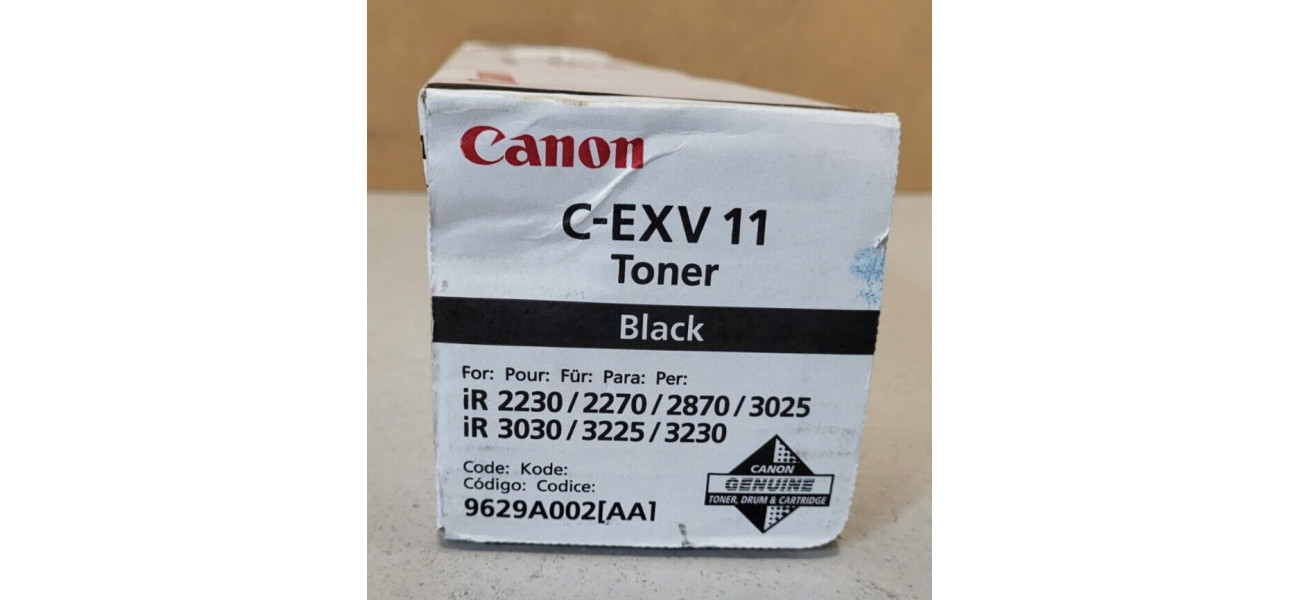 Canon
C-EXV 11
Toner
Black
For: Pour: Für: Para: Per:
iR 2230 / 2270 / 2870 / 3025
iR 3030 / 3225 / 3230
Code: Kode:
Código: Codice:
9629A002[AA]
CANON
GENUINE
TONER, DRUM & CARTRIDGE